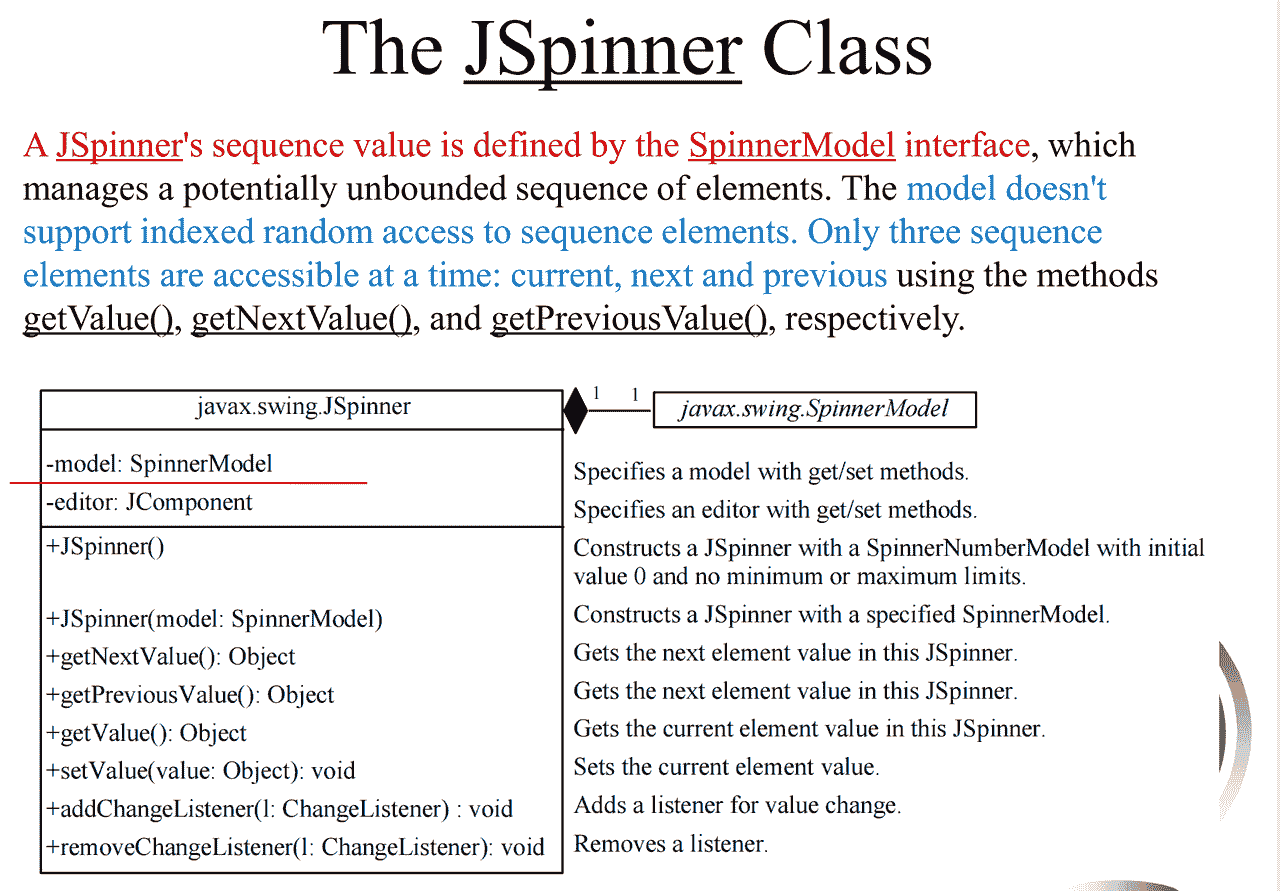 The JSpinner Class
A JSpinner's sequence value is defined by the SpinnerModel interface, which
manages a potentially unbounded sequence of elements. The model doesn't
support indexed random access to sequence elements. Only three sequence
elements are accessible at a time: current, next and previous using the methods
getValue(), getNextValue(), and getPreviousValue(), respectively.
javax.swing.JSpinner
1
1
javax.swing.SpinnerModel
-model: SpinnerModel
Specifies a model with get/set methods.
-editor: JComponent
Specifies an editor with get/set methods.
+JSpinner()
Constructs a JSpinner with a SpinnerNumberModel with initial
value 0 and no minimum or maximum limits.
+JSpinner(model: SpinnerModel)
Constructs a JSpinner with a specified SpinnerModel.
+getNextValue(): Object
Gets the next element value in this JSpinner.
+getPreviousValue(): Object
Gets the next element value in this JSpinner.
+getValue(): Object
Gets the current element value in this JSpinner.
+setValue(value: Object): void
Sets the current element value.
+addChangeListener(l: ChangeListener) : void
Adds a listener for value change.
+removeChangeListener(l: ChangeListener): void
Removes a listener.